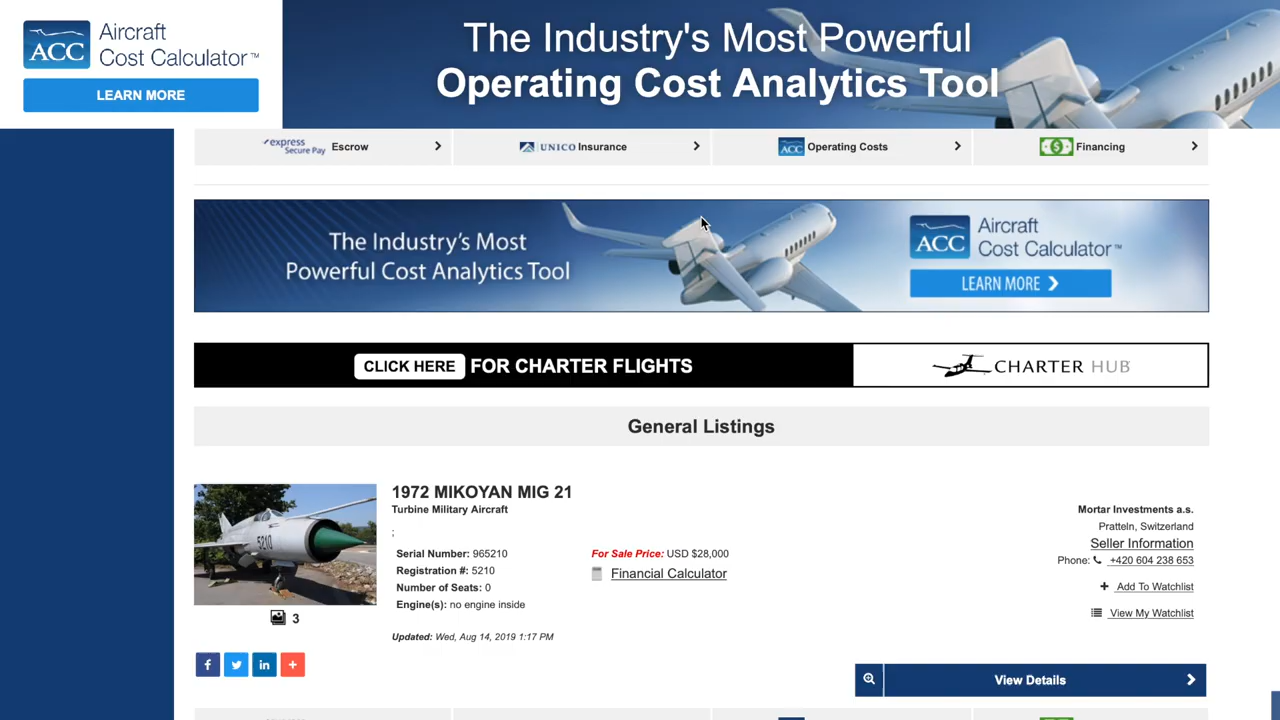 ACC
Aircraft
Cost Calculator™
LEARN MORE
The Industry's Most Powerful
Operating Cost Analytics Tool
express
Secure Pay
Escrow
UNICO Insurance
ACC Operating Costs
$ Financing
The Industry's Most
Powerful Cost Analytics Tool
ACC
Aircraft
Cost Calculator™
LEARN MORE
CLICK HERE FOR CHARTER FLIGHTS
CHARTER HUB
General Listings
5210
1972 MIKOYAN MIG 21
Turbine Military Aircraft
;
Serial Number: 965210
Registration #: 5210
Number of Seats: 0
Engine(s): no engine inside
Updated: Wed, Aug 14, 2019 1:17 PM
For Sale Price: USD $28,000
Financial Calculator
Mortar Investments a.s.
Pratteln, Switzerland
Seller Information
Phone: +420 604 238 653
+ Add To Watchlist
View My Watchlist
3
View Details